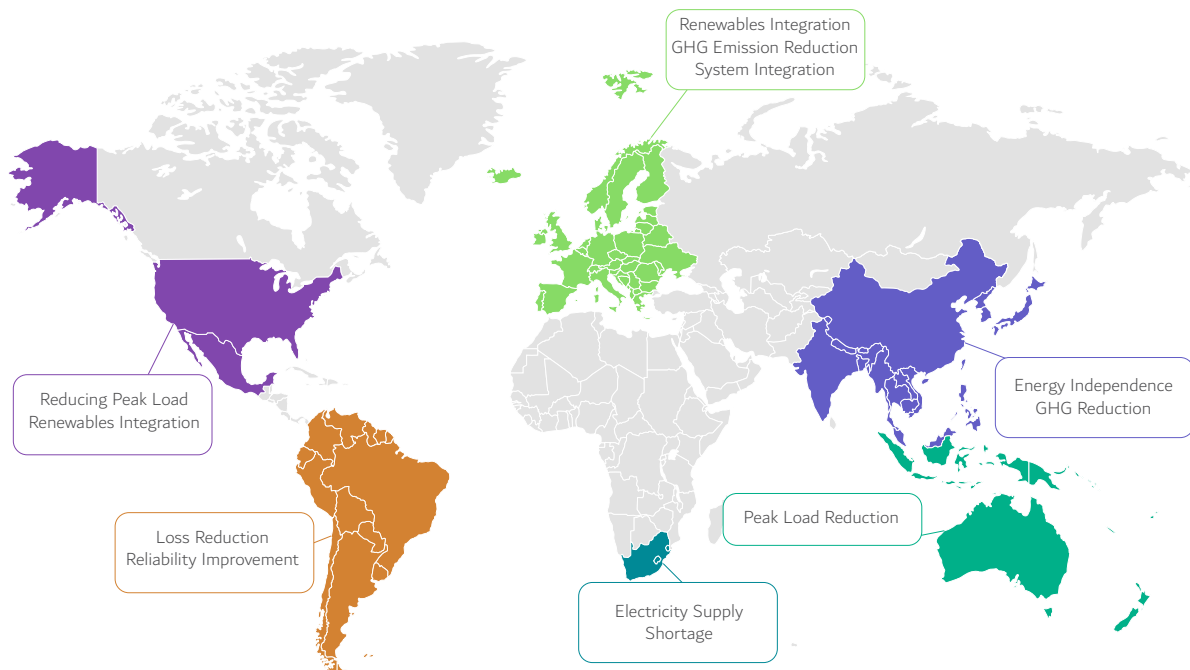 Renewables Integration
GHG Emission Reduction
System Integration
Reducing Peak Load
Renewables Integration
Energy Independence
GHG Reduction
Loss Reduction
Reliability Improvement
Peak Load Reduction
Electricity Supply
Shortage